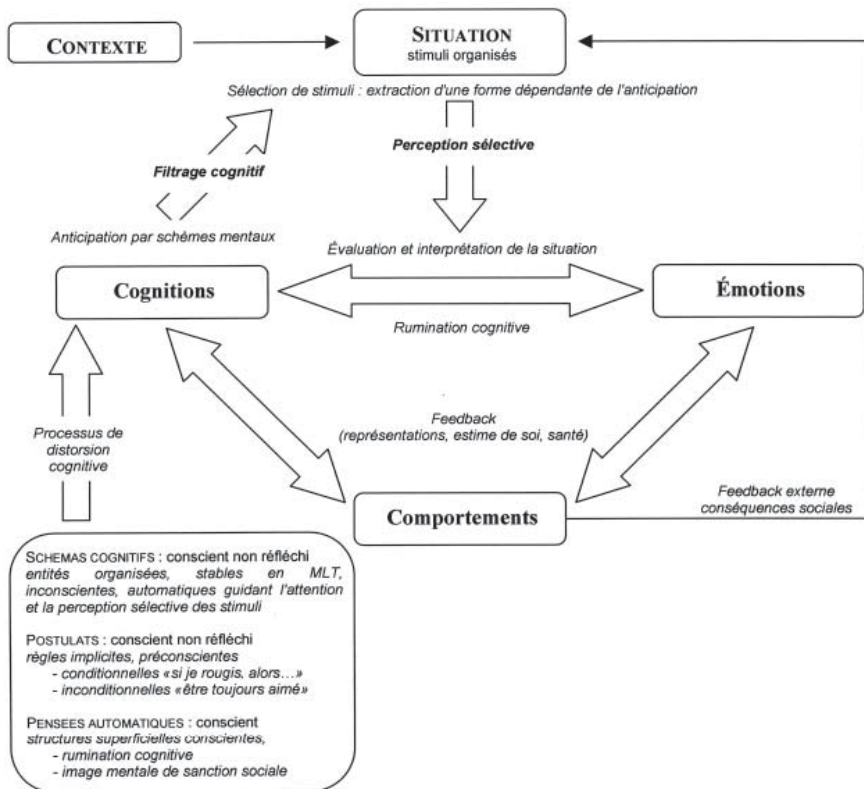 CONTEXTE
SITUATION
stimuli organisés
Sélection de stimuli : extraction d'une forme dépendante de l'anticipation
Perception sélective
Filtrage cognitif
Anticipation par schèmes mentaux
Évaluation et interprétation de la situation
Cognitions
Émotions
Rumination cognitive
Processus de
distorsion
cognitive
Feedback
(représentations, estime de soi, santé)
Comportements
Feedback externe
conséquences sociales
SCHEMAS COGNITIFS : conscient non réfléchi
entités organisées, stables en MLT,
inconscientes, automatiques guidant l'attention
et la perception sélective des stimuli
POSTULATS : conscient non réfléchi
règles implicites, préconscientes
- conditionnelles «si je rougis, alors…»
- inconditionnelles «être toujours aimé»
PENSEES AUTOMATIQUES : conscient
structures superficielles conscientes,
- rumination cognitive
- image mentale de sanction sociale